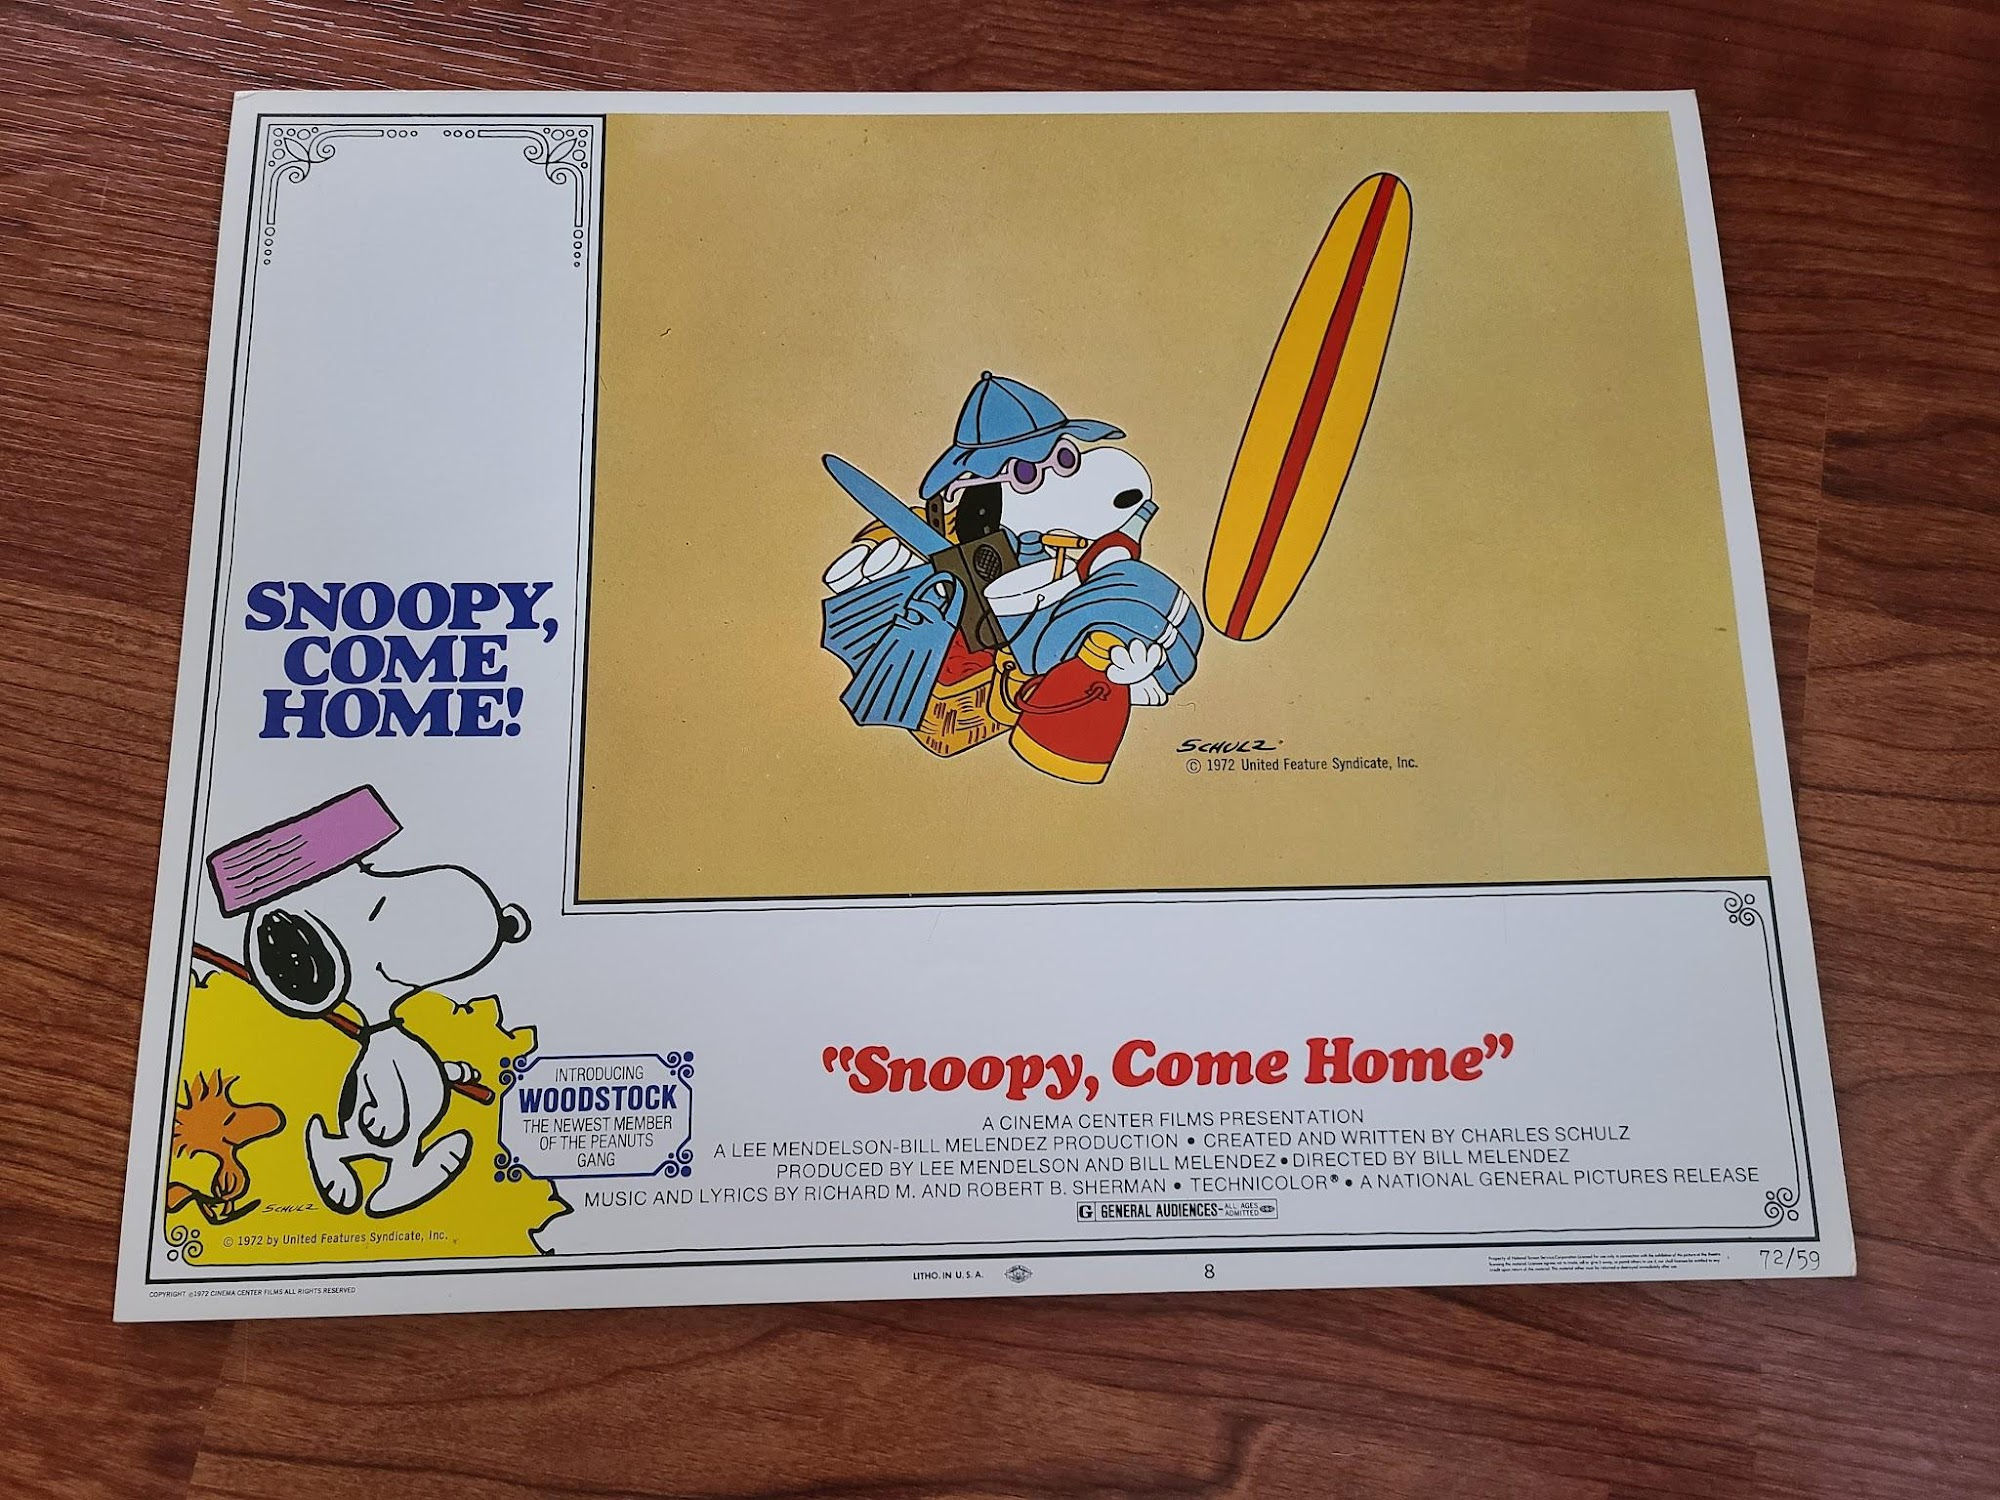 SNOOPY,
COME
HOME!
SCHULZ
© 1972 United Feature Syndicate, Inc.
INTRODUCING
WOODSTOCK
THE NEWEST MEMBER
OF THE PEANUTS
GANG
SCHULZ
© 1972 by United Features Syndicate, Inc.
"Snoopy, Come Home"
A CINEMA CENTER FILMS PRESENTATION
A LEE MENDELSON-BILL MELENDEZ PRODUCTION • CREATED AND WRITTEN BY CHARLES SCHULZ
PRODUCED BY LEE MENDELSON AND BILL MELENDEZ • DIRECTED BY BILL MELENDEZ
MUSIC AND LYRICS BY RICHARD M. AND ROBERT B. SHERMAN • TECHNICOLOR® • A NATIONAL GENERAL PICTURES RELEASE
G GENERAL AUDIENCES-ALL AGES ADMITTED
COPYRIGHT ©1972 CINEMA CENTER FILMS ALL RIGHTS RESERVED
LITHO. IN U.S.A.
8
72/59